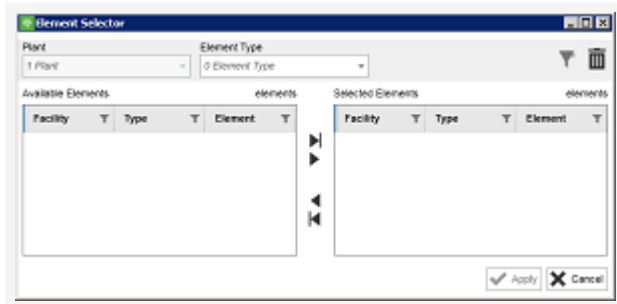 Element Selector
Plant Element Type
1 Plant 0 Element Type
Available Elements elements Selected Elements elements
Facility Type Element Facility Type Element
Apply Cancel